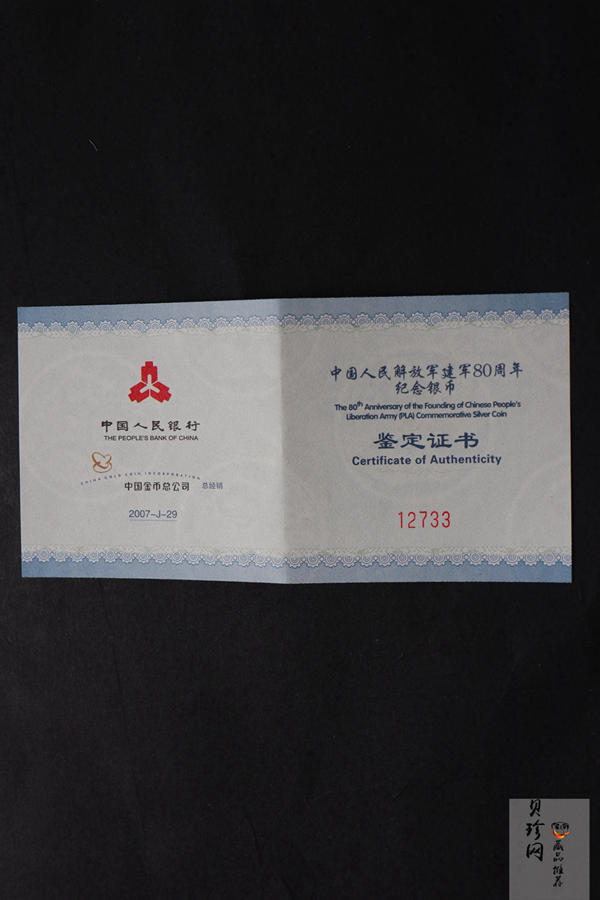 中国人民银行
THE PEOPLE'S BANK OF CHINA
CHINA GOLD COIN INCORPORATION
中国金币总公司 总经销
2007-J-29
中国人民解放军建军80周年
纪念银币
The 80th Anniversary of the Founding of Chinese People's
Liberation Army (PLA) Commemorative Silver Coin
鉴定证书
Certificate of Authenticity
12733
贝珍网
藏品推荐